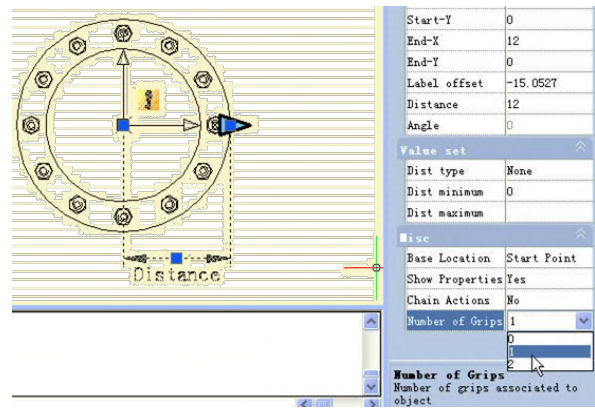 Start-Y 0
End-X 12
End-Y 0
Label offset -15.0527
Distance 12
Angle 0
Value set
Dist type None
Dist minimum 0
Dist maximum
Misc
Base Location Start Point
Show Properties Yes
Chain Actions No
Number of Grips 1
0
1
2
Number of Grips
Number of grips associated to
object
Distance